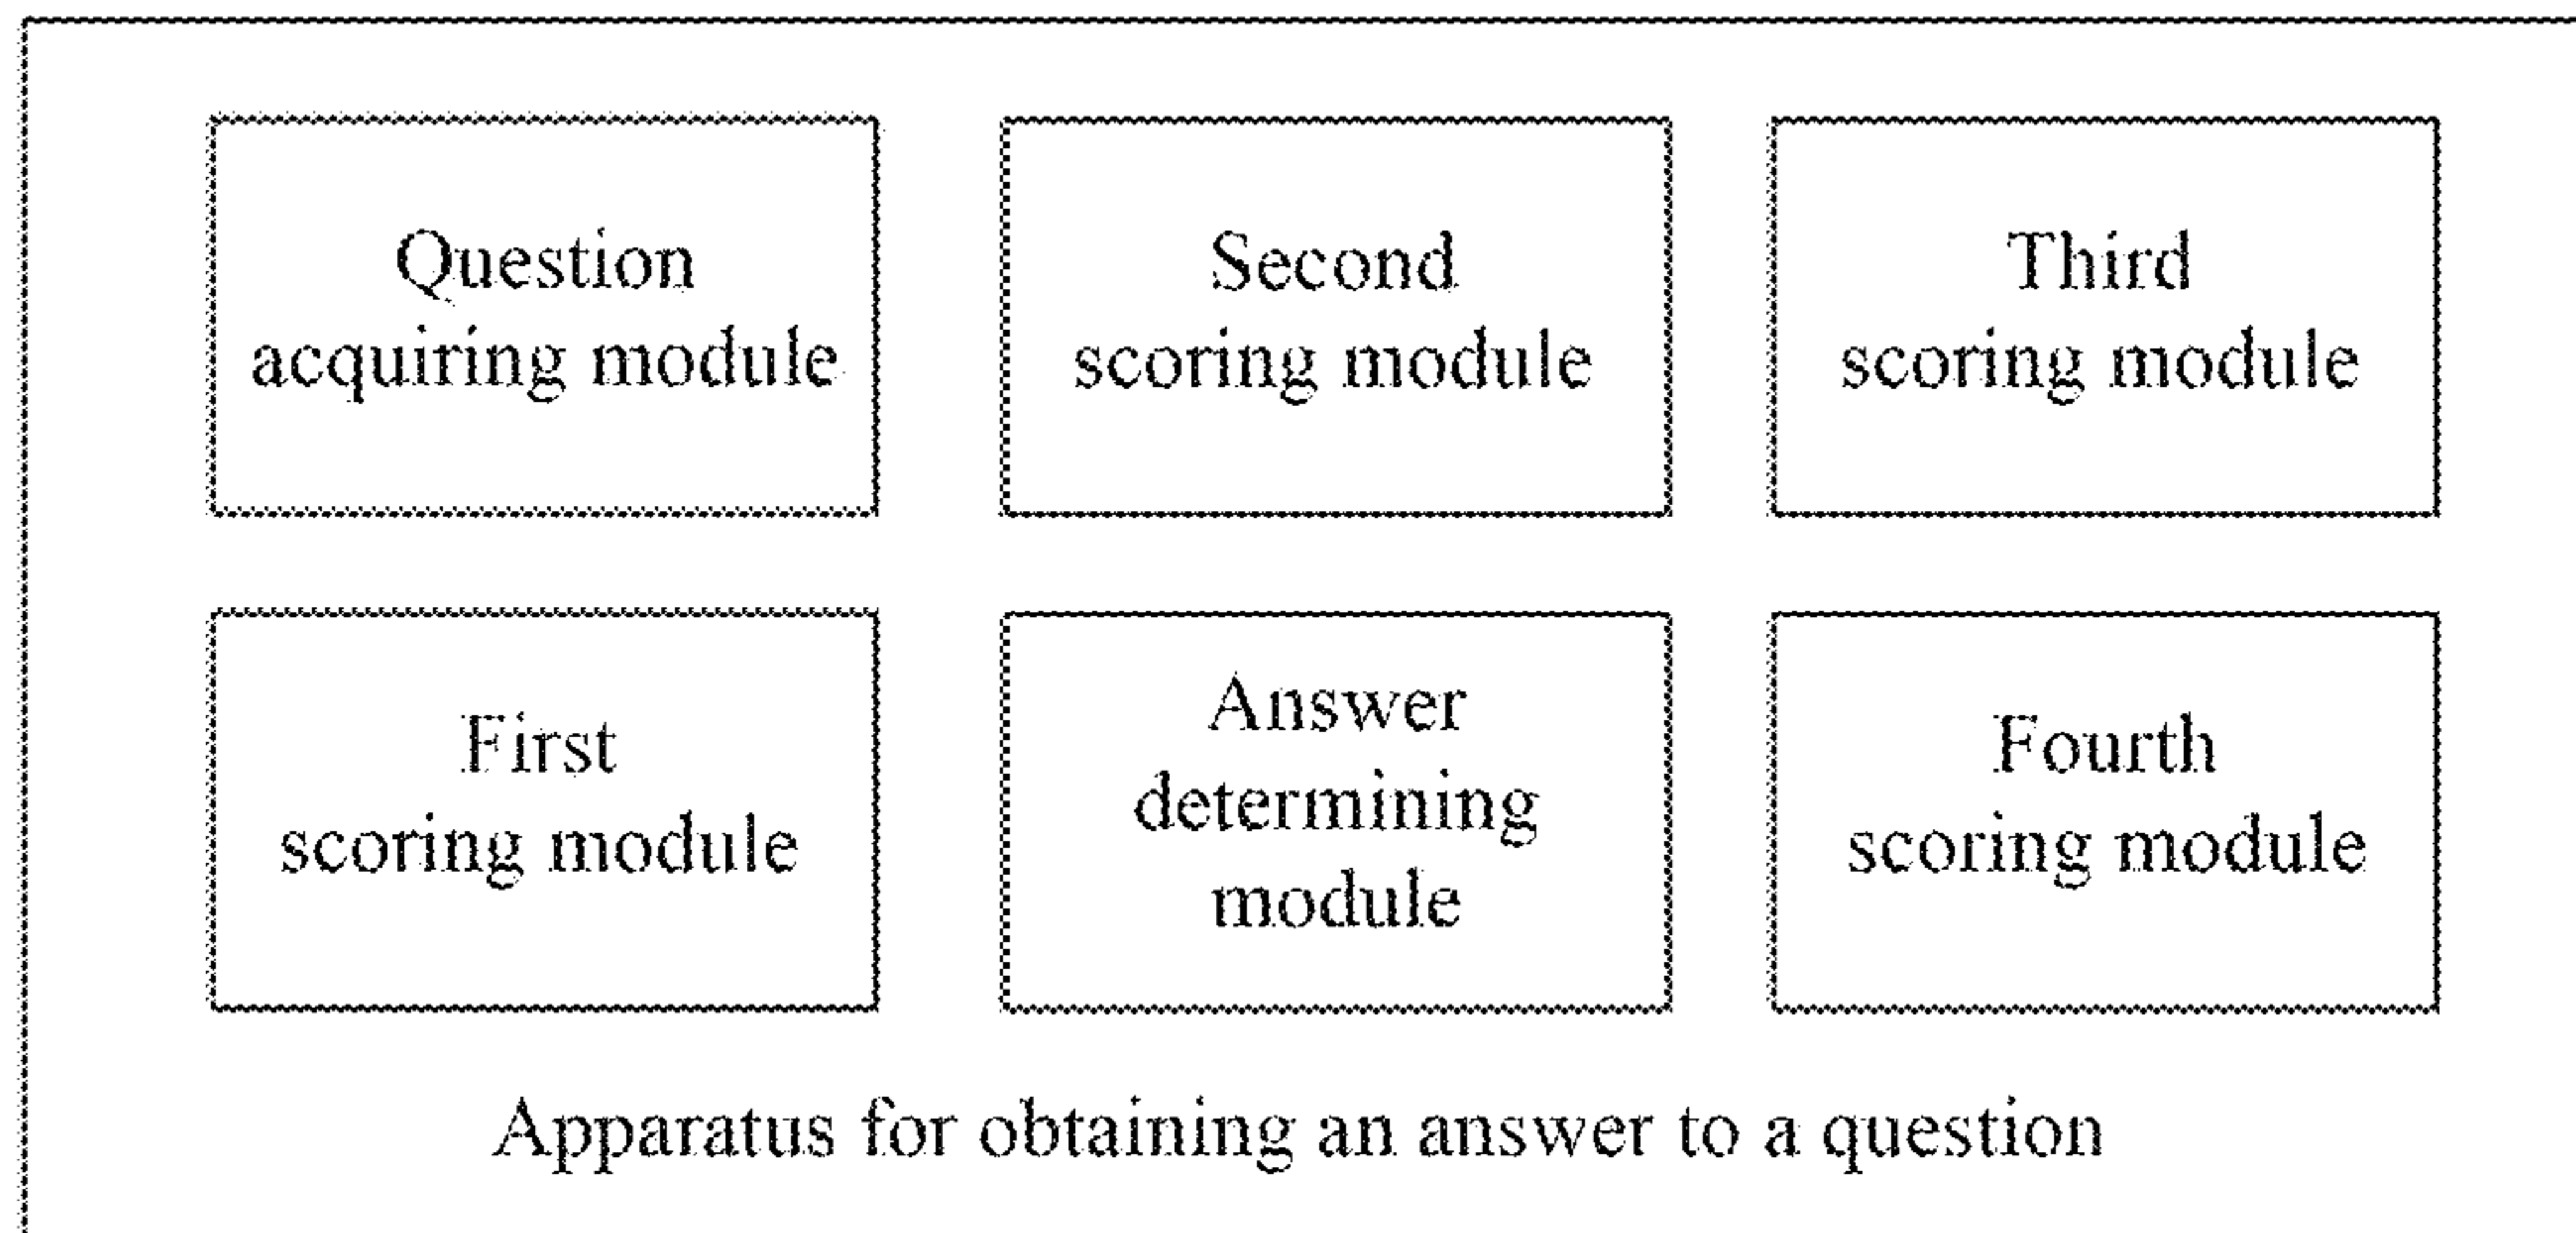 Question
acquiring module
Second
scoring module
Third
scoring module
First
scoring module
Answer
determining
module
Fourth
scoring module
Apparatus for obtaining an answer to a question